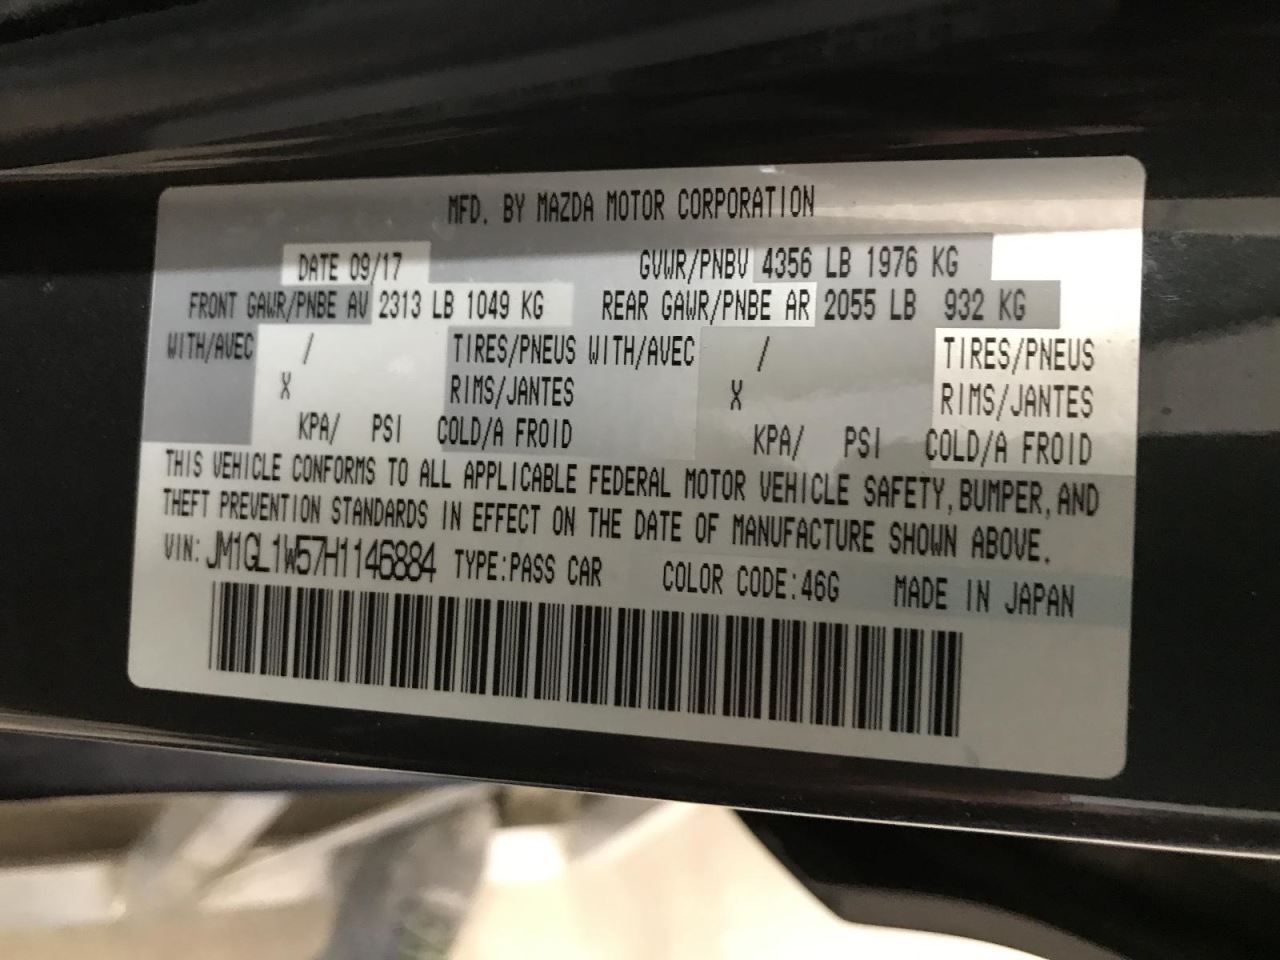 MFD. BY MAZDA MOTOR CORPORATION
DATE 09/17 GVWR/PNBV 4356 LB 1976 KG
FRONT GAWR/PNBE AV 2313 LB 1049 KG REAR GAWR/PNBE AR 2055 LB 932 KG
WITH/AVEC / TIRES/PNEUS WITH/AVEC / TIRES/PNEUS
X RIMS/JANTES X RIMS/JANTES
KPA/ PSI COLD/A FROID KPA/ PSI COLD/A FROID
THIS VEHICLE CONFORMS TO ALL APPLICABLE FEDERAL MOTOR VEHICLE SAFETY, BUMPER, AND
THEFT PREVENTION STANDARDS IN EFFECT ON THE DATE OF MANUFACTURE SHOWN ABOVE.
VIN: JM1GL1W57H1146884 TYPE:PASS CAR COLOR CODE:46G MADE IN JAPAN